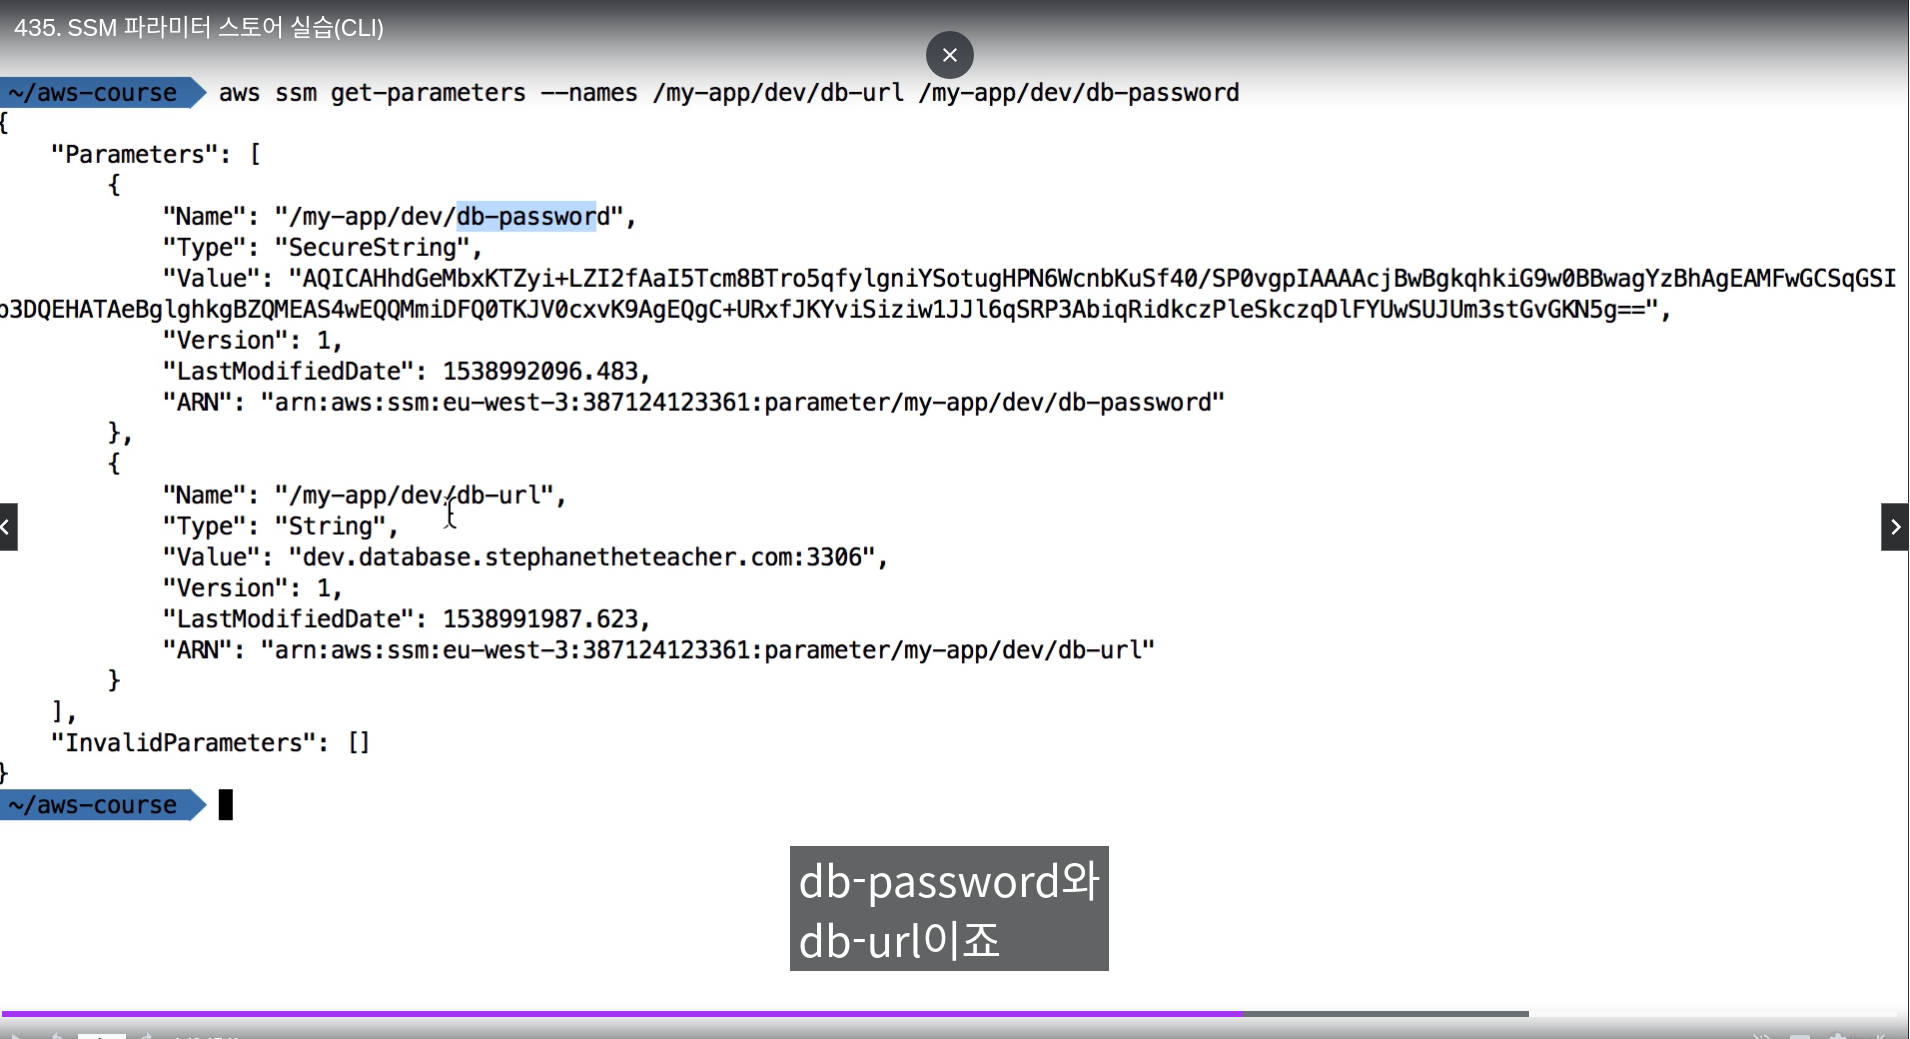 435. SSM 파라미터 스토어 실습(CLI)
~/aws-course aws ssm get-parameters --names /my-app/dev/db-url /my-app/dev/db-password
{
"Parameters": [
{
"Name": "/my-app/dev/db-password",
"Type": "SecureString",
"Value": "AQICAHhdGeMbxKTZyi+LZI2fAaI5Tcm8BTro5qfylgniYSotugHPN6WcnbKuSf40/SP0vgpIAAAAcjBwBgkqhkiG9w0BBwagYzBhAgEAMFwGCSqGSI
b3DQEHATAeBglghkgBZQMEAS4wEQQMmiDFQ0TKJV0cxvK9AgEQgC+URxfJKYviSiziw1JJl6qSRP3AbiqRidkczPleSkczqDlFYUwSUJUm3stGvGKN5g==",
"Version": 1,
"LastModifiedDate": 1538992096.483,
"ARN": "arn:aws:ssm:eu-west-3:387124123361:parameter/my-app/dev/db-password"
},
{
"Name": "/my-app/dev/db-url",
"Type": "String",
"Value": "dev.database.stephanetheteacher.com:3306",
"Version": 1,
"LastModifiedDate": 1538991987.623,
"ARN": "arn:aws:ssm:eu-west-3:387124123361:parameter/my-app/dev/db-url"
}
],
"InvalidParameters": []
}
~/aws-course
db-password와
db-url이죠